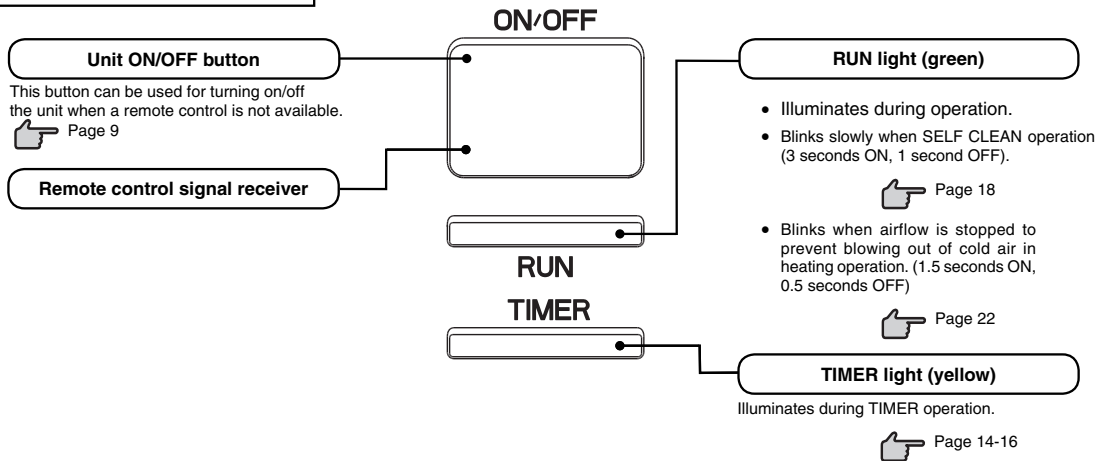 ON/OFF
Unit ON/OFF button
This button can be used for turning on/off
the unit when a remote control is not available.
Page 9
Remote control signal receiver
RUN
TIMER
RUN light (green)
• Illuminates during operation.
• Blinks slowly when SELF CLEAN operation
(3 seconds ON, 1 second OFF).
Page 18
• Blinks when airflow is stopped to
prevent blowing out of cold air in
heating operation. (1.5 seconds ON,
0.5 seconds OFF)
Page 22
TIMER light (yellow)
Illuminates during TIMER operation.
Page 14-16